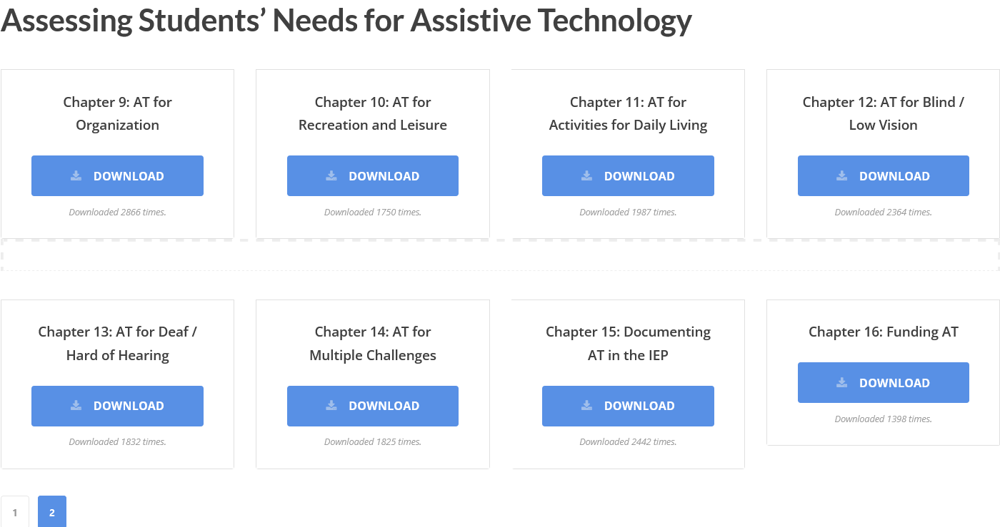 Assessing Students’ Needs for Assistive Technology
Chapter 9: AT for
Organization
DOWNLOAD
Downloaded 2866 times.
Chapter 10: AT for
Recreation and Leisure
DOWNLOAD
Downloaded 1750 times.
Chapter 11: AT for
Activities for Daily Living
DOWNLOAD
Downloaded 1987 times.
Chapter 12: AT for Blind /
Low Vision
DOWNLOAD
Downloaded 2364 times.
Chapter 13: AT for Deaf /
Hard of Hearing
DOWNLOAD
Downloaded 1832 times.
Chapter 14: AT for
Multiple Challenges
DOWNLOAD
Downloaded 1825 times.
Chapter 15: Documenting
AT in the IEP
DOWNLOAD
Downloaded 2442 times.
Chapter 16: Funding AT
DOWNLOAD
Downloaded 1398 times.
1 2